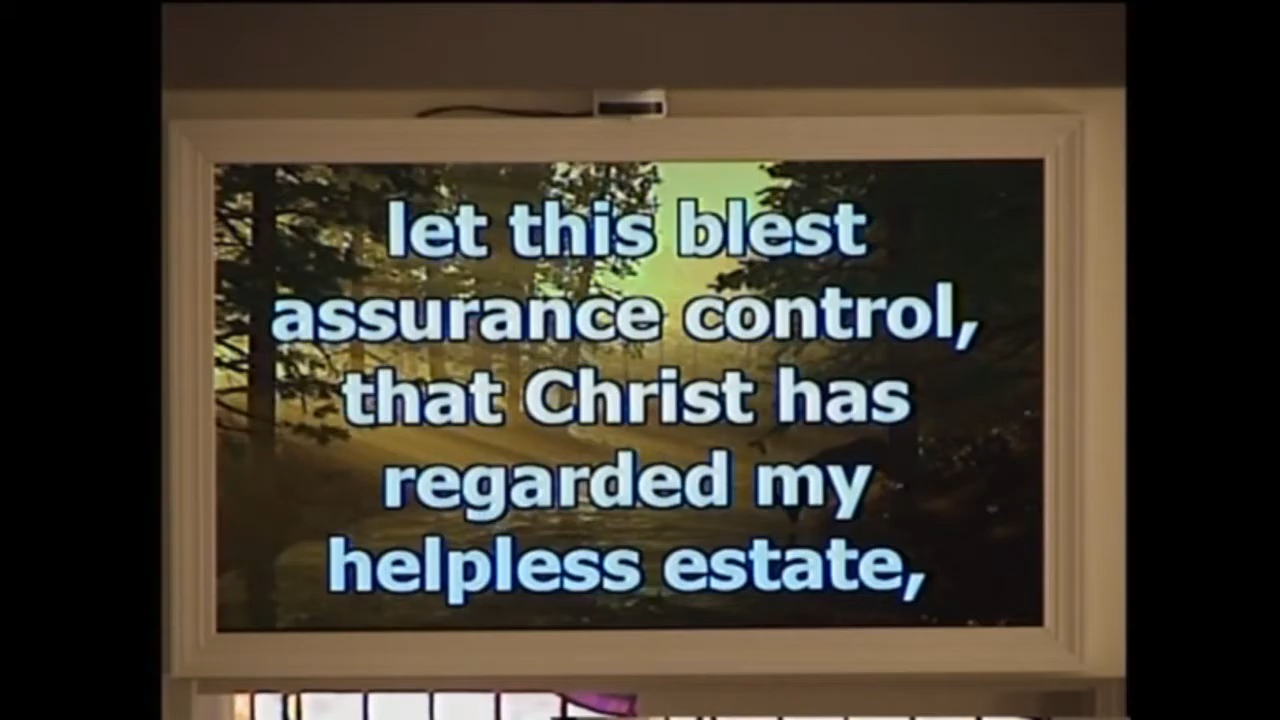 let this blest
assurance control,
that Christ has
regarded my
helpless estate,